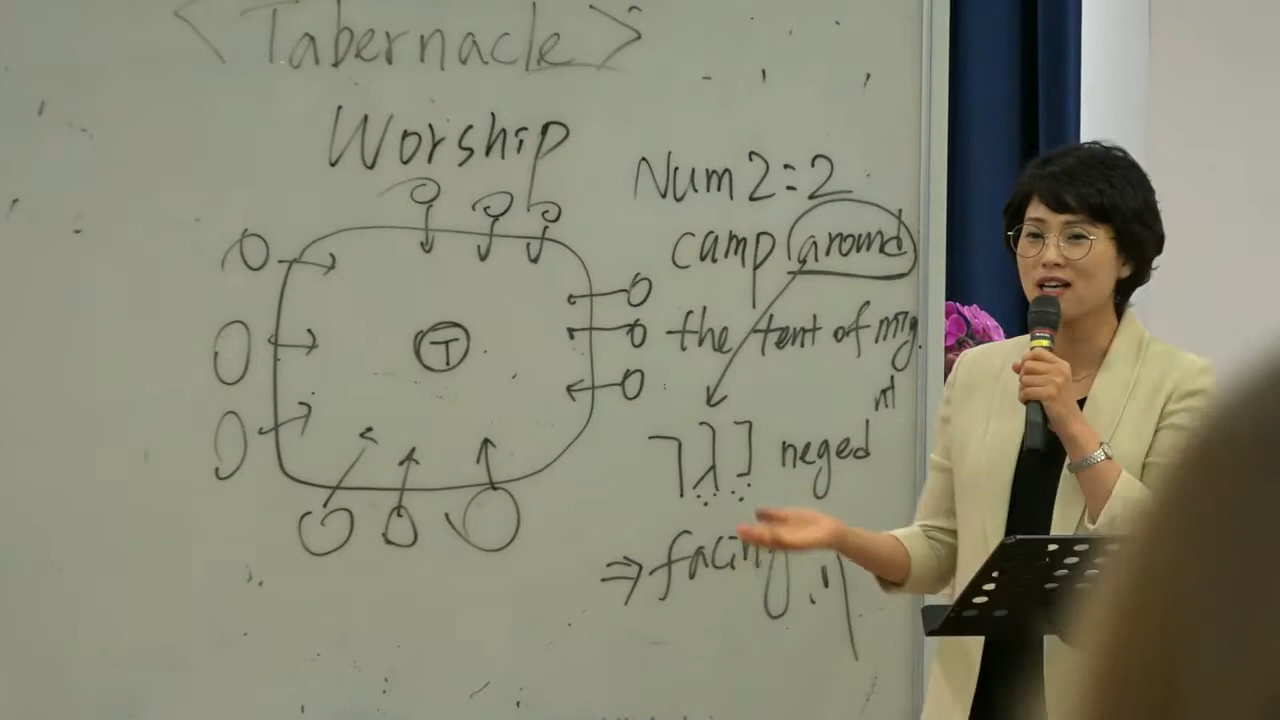 <Tabernacle>
Worship
Num 2:2
camp around
the tent of mtg.
T
נֶגֶד neged
⇒ facing